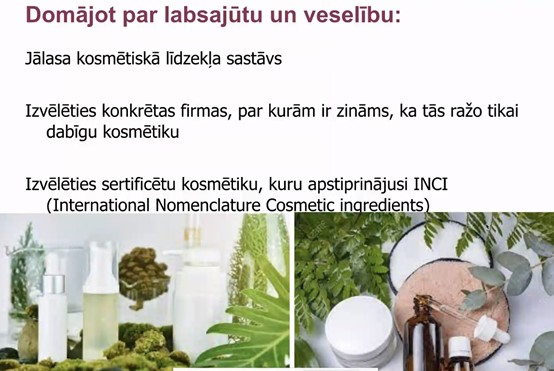 Domājot par labsajūtu un veselību:
Jālasa kosmētiskā līdzekļa sastāvs
Izvēlēties konkrētas firmas, par kurām ir zināms, ka tās ražo tikai
dabīgu kosmētiku
Izvēlēties sertificētu kosmētiku, kuru apstiprinājusi INCI
(International Nomenclature Cosmetic ingredients)